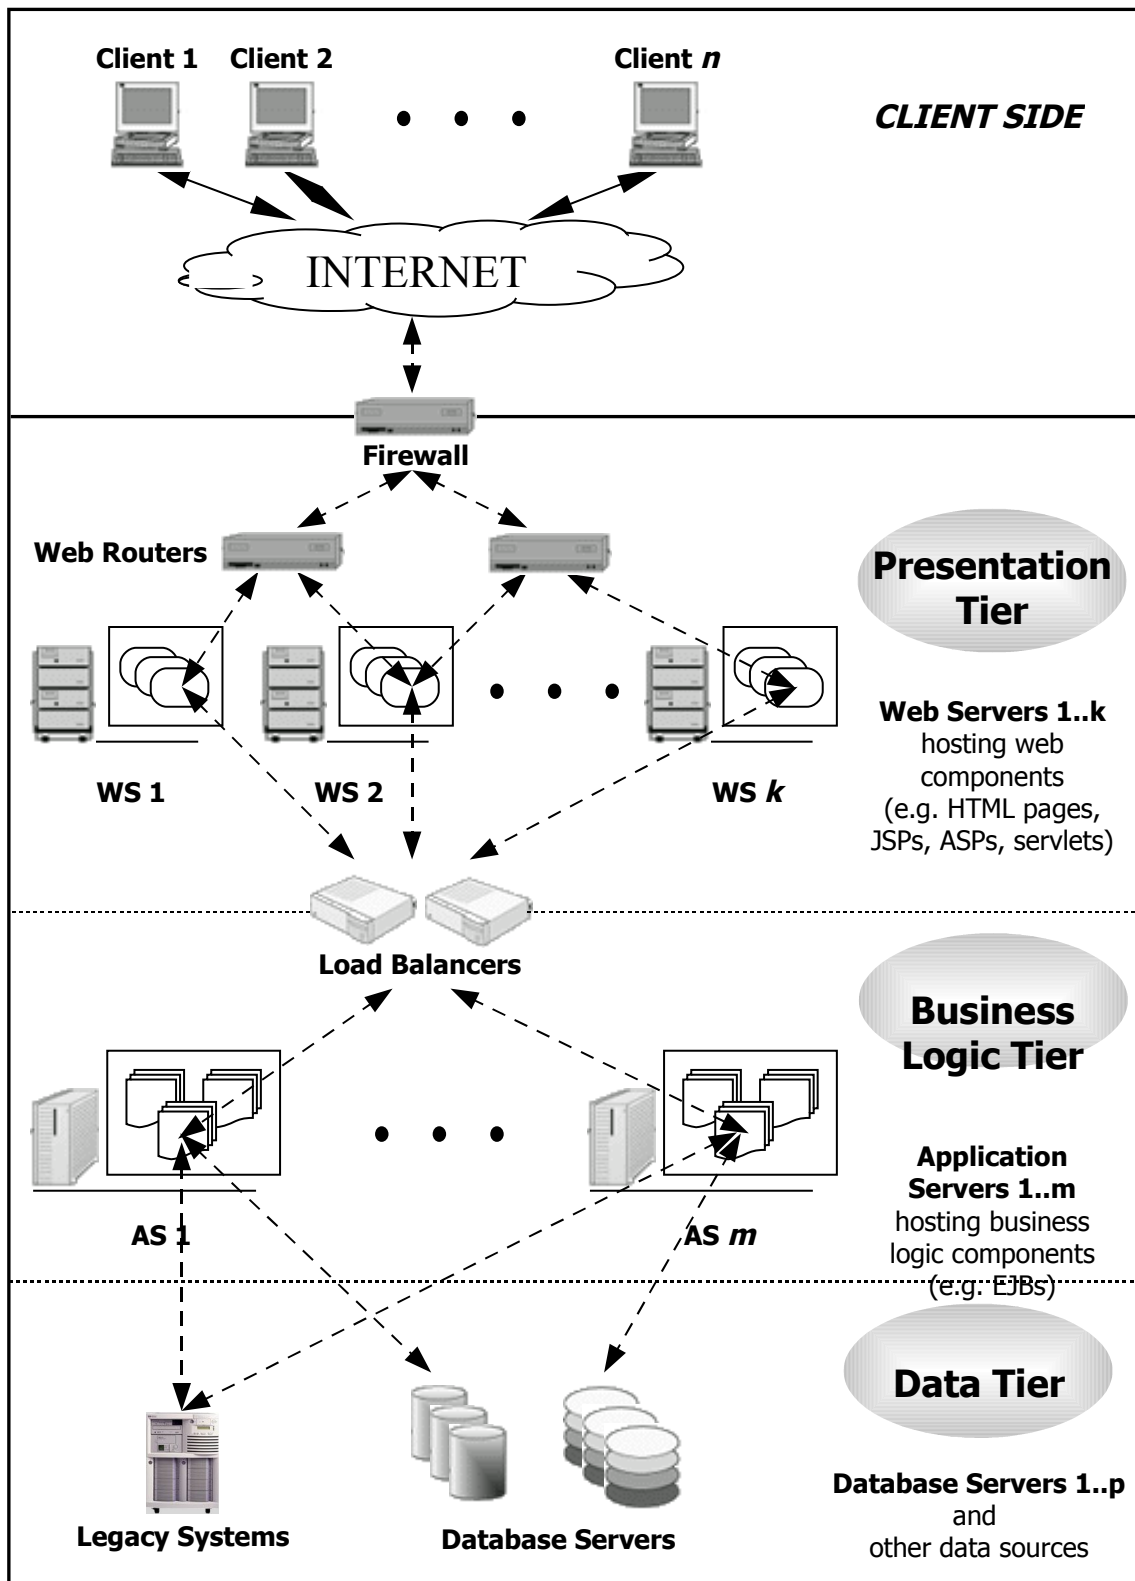 Client 1
Client 2
Client n
CLIENT SIDE
INTERNET
Firewall
Web Routers
Presentation
Tier
Web Servers 1..k
hosting web
components
(e.g. HTML pages,
JSPs, ASPs, servlets)
WS 1
WS 2
WS k
Load Balancers
Business
Logic Tier
Application
Servers 1..m
hosting business
logic components
(e.g. EJBs)
AS 1
AS m
Data Tier
Database Servers 1..p
and
other data sources
Legacy Systems
Database Servers